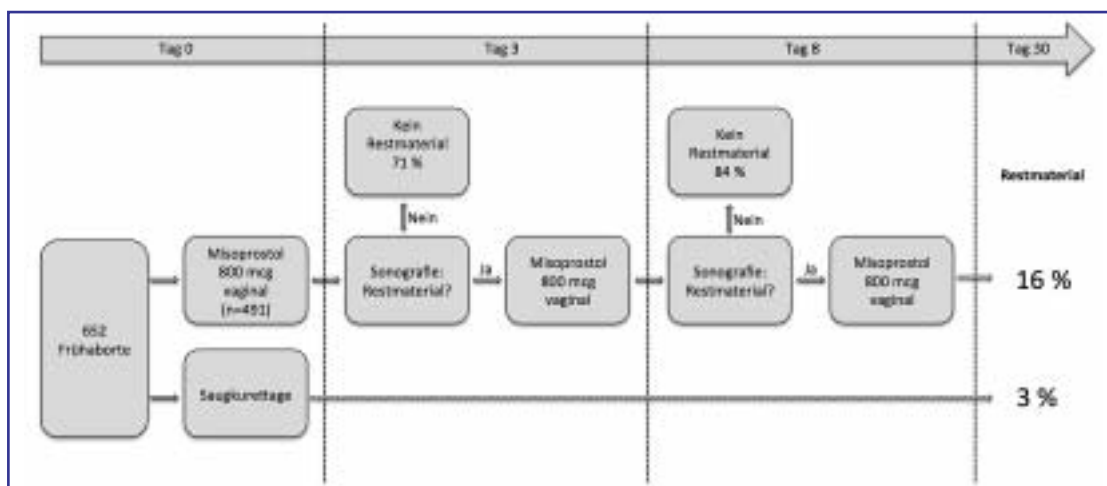 Tag 0
Tag 3
Tag 8
Tag 30
Kein
Restmaterial
71 %
Kein
Restmaterial
84 %
Restmaterial
Nein
Nein
652
Frühaborte
Misoprostol
800 mcg
vaginal
(n=491)
Sonografie:
Restmaterial?
Ja
Misoprostol
800 mcg
vaginal
Sonografie:
Restmaterial?
Ja
Misoprostol
800 mcg
vaginal
16 %
Saugkurettage
3 %